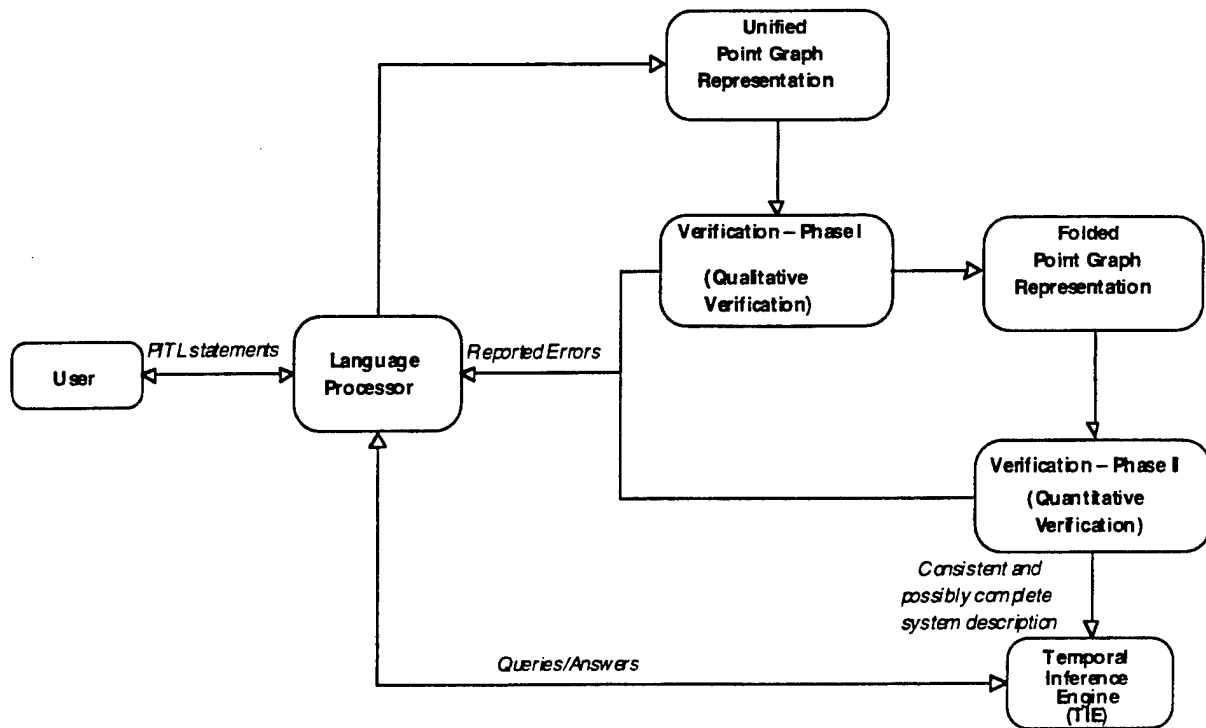 Unified
Point Graph
Representation
Verification – Phase I
(Qualitative
Verification)
Folded
Point Graph
Representation
User
PITL statements
Language
Processor
Reported Errors
Verification – Phase II
(Quantitative
Verification)
Consistent and
possibly complete
system description
Queries/Answers
Temporal
Inference
Engine
(TIE)